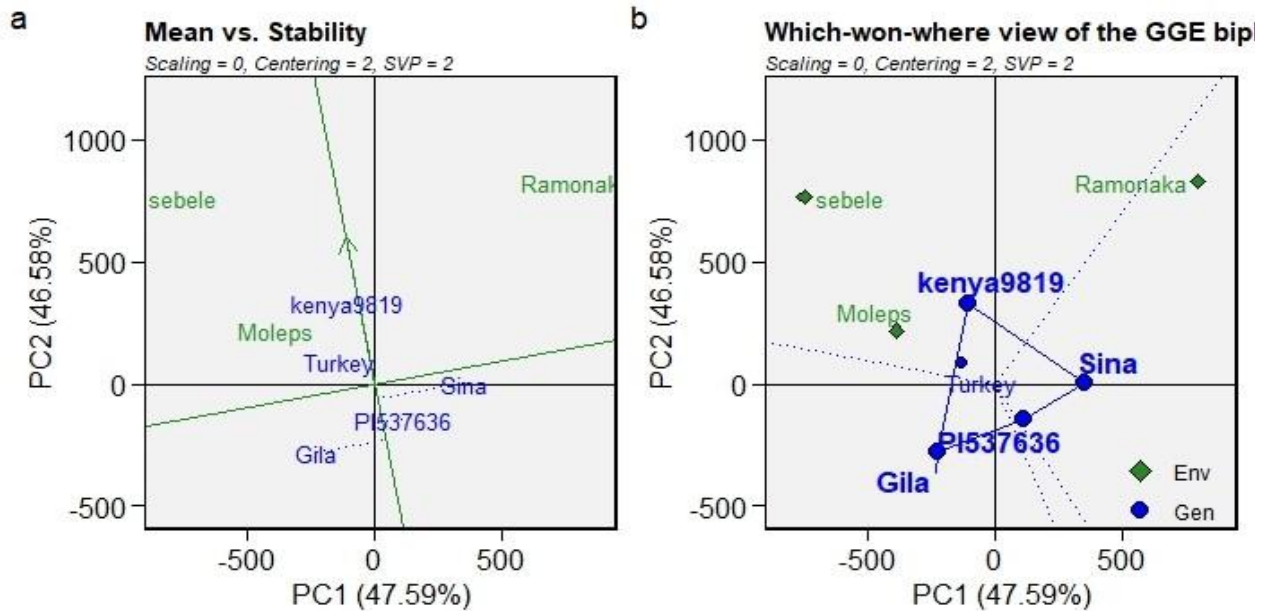 a
Mean vs. Stability
Scaling = 0, Centering = 2, SVP = 2
1000
500
0
-500
-500
0
500
PC2 (46.58%)
PC1 (47.59%)
sebele
Ramonak
kenya9819
Moleps
Turkey
Sina
PI537636
Gila
b
Which-won-where view of the GGE bipl
Scaling = 0, Centering = 2, SVP = 2
1000
500
0
-500
-500
0
500
PC2 (46.58%)
PC1 (47.59%)
Ramonaka
sebele
kenya9819
Moleps
Sina
Turkey
PI537636
Gila
Env
Gen